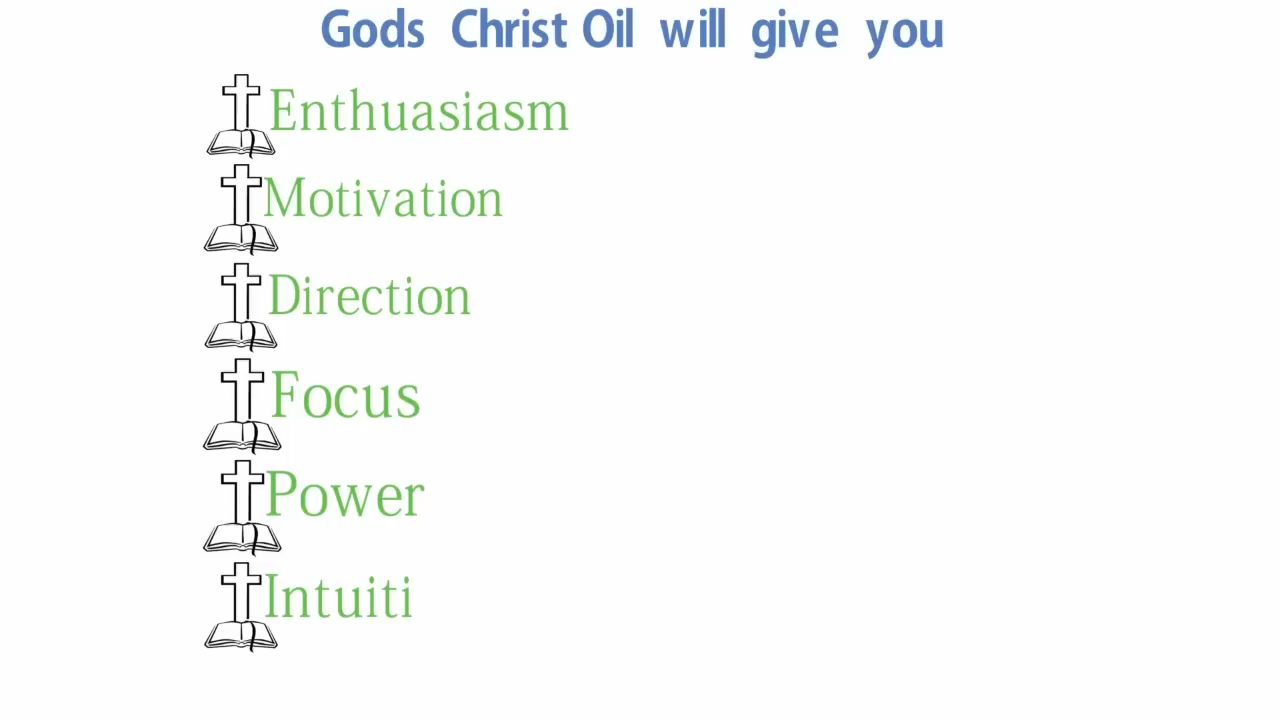 Gods Christ Oil will give you
Enthuasiasm
Motivation
Direction
Focus
Power
Intuiti